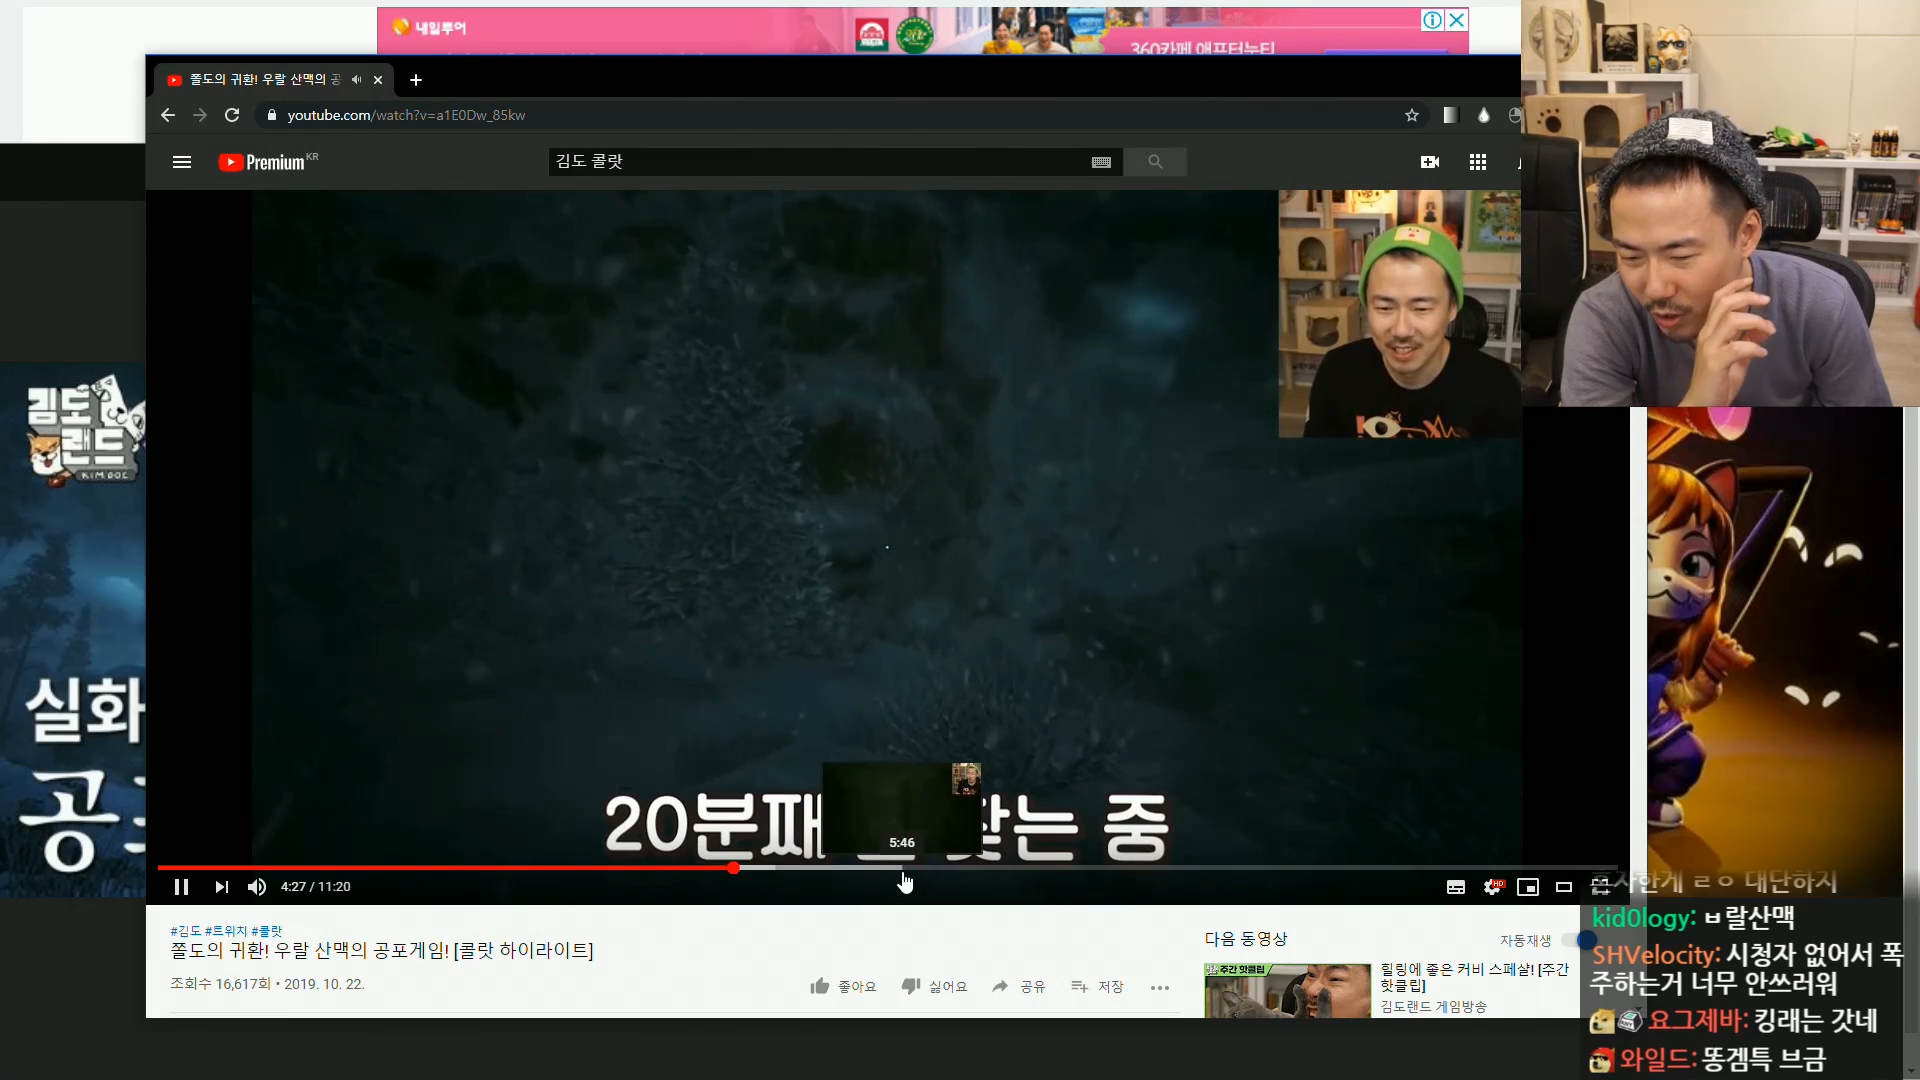 내일투어
360카페 애프터눈티
쫄도의 귀환! 우랄 산맥의 공
youtube.com/watch?v=a1E0Dw_85kw
Premium KR
김도 콜랏
김도
랜드
KIM DOE
실화
20분째
찾는 중
5:46
4:27 / 11:20
HD
#김도 #트위치 #콜랏
쫄도의 귀환! 우랄 산맥의 공포게임! [콜랏 하이라이트]
조회수 16,617회 • 2019. 10. 22.
좋아요
싫어요
공유
저장
다음 동영상
자동재생
주간 핫클립
힐링에 좋은 커비 스페샬! [주간
핫클립]
김도랜드 게임방송
ㄹㅇ 대단하지
kid0logy: ㅂ랄산맥
SHVelocity: 시청자 없어서 폭
주하는거 너무 안쓰러워
요그제바: 킹래는 갓네
와일드: 똥겜특 브금